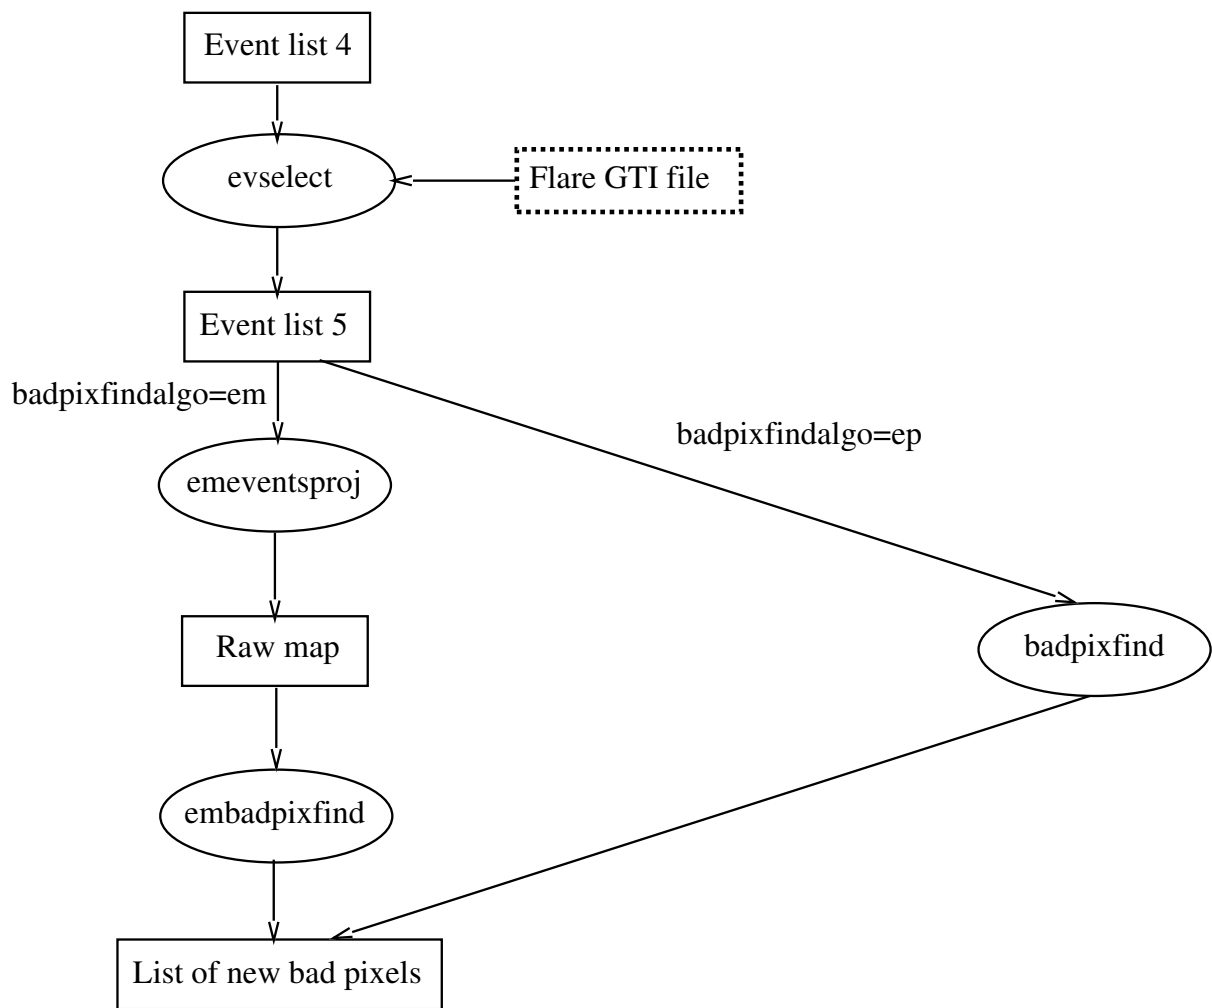 Event list 4
evselect
Flare GTI file
Event list 5
badpixfindalgo=em
badpixfindalgo=ep
emeventsproj
Raw map
badpixfind
embadpixfind
List of new bad pixels